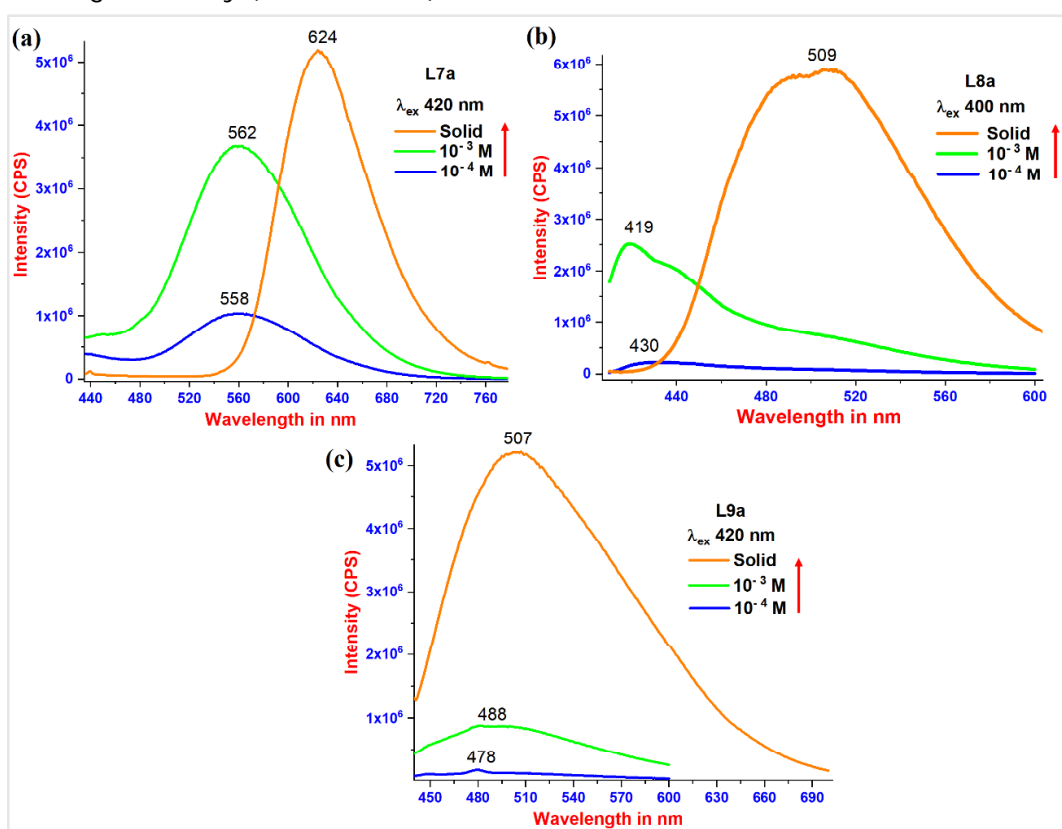 (a)
624
5x10⁶
4x10⁶
3x10⁶
2x10⁶
1x10⁶
0
Intensity (CPS)
562
558
L7a
λex 420 nm
Solid
10⁻³ M
10⁻⁴ M
440 480 520 560 600 640 680 720 760
Wavelength in nm
(b)
509
6x10⁶
5x10⁶
4x10⁶
3x10⁶
2x10⁶
1x10⁶
0
Intensity (CPS)
419
430
L8a
λex 400 nm
Solid
10⁻³ M
10⁻⁴ M
440 480 520 560 600
Wavelength in nm
(c)
507
5x10⁶
4x10⁶
3x10⁶
2x10⁶
1x10⁶
Intensity (CPS)
488
478
L9a
λex 420 nm
Solid
10⁻³ M
10⁻⁴ M
450 480 510 540 570 600 630 660 690
Wavelength in nm